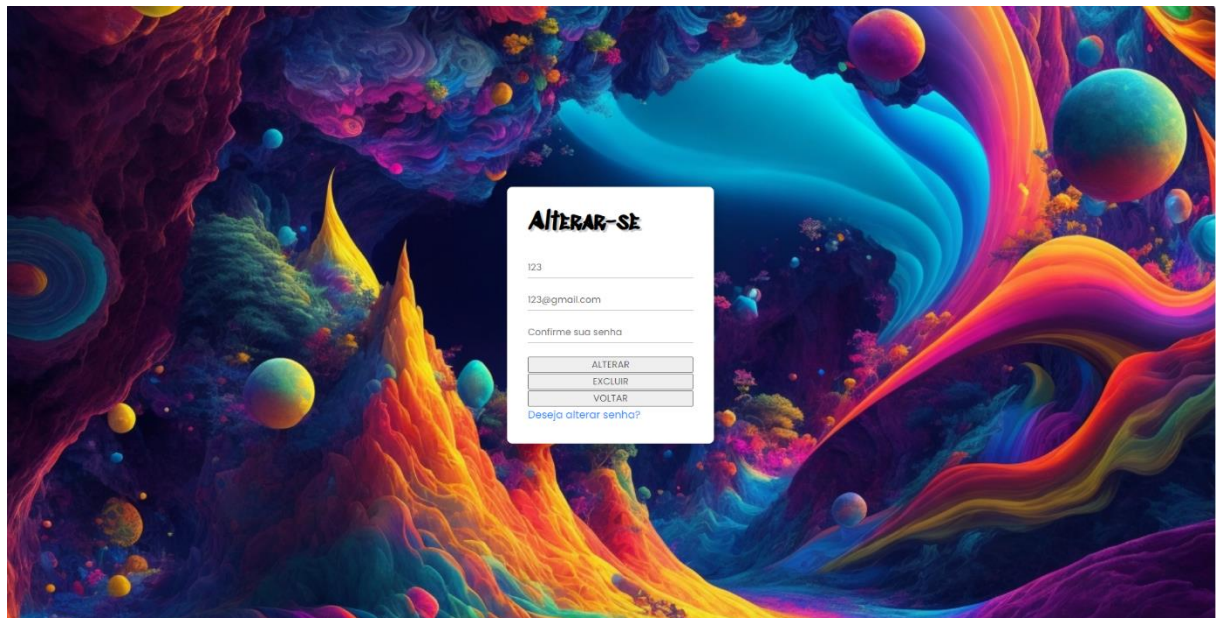 Alterar-se
123
123@gmail.com
Confirme sua senha
ALTERAR
EXCLUIR
VOLTAR
Deseja alterar senha?